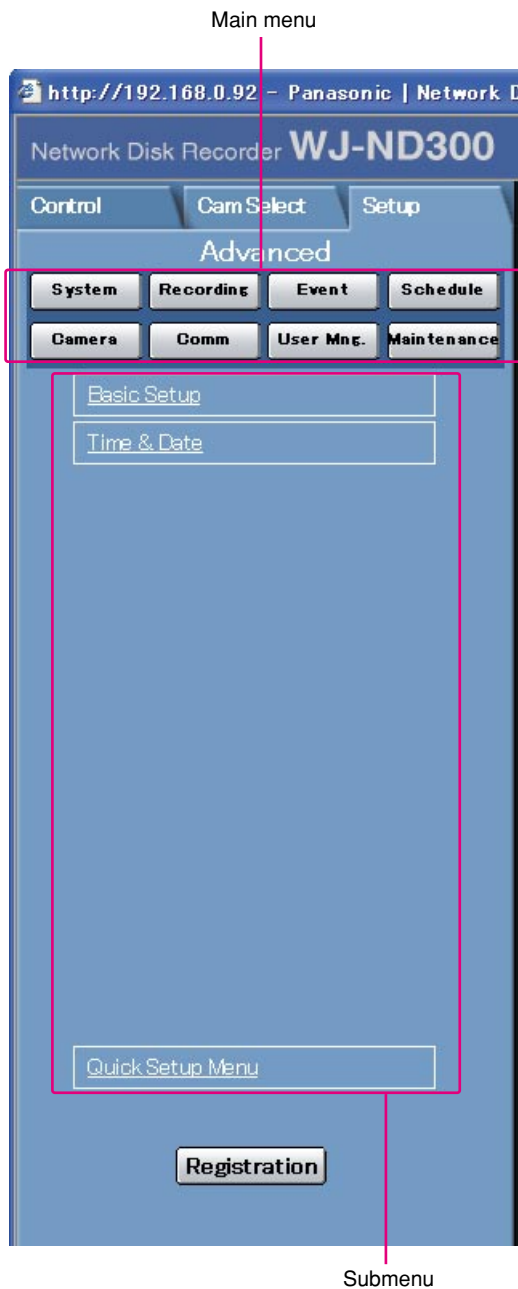 Main menu
http://192.168.0.92 - Panasonic | Network D
Network Disk Recorder WJ-ND300
Control Cam Select Setup
Advanced
System Recording Event Schedule
Camera Comm User Mng. Maintenance
Basic Setup
Time & Date
Quick Setup Menu
Registration
Submenu